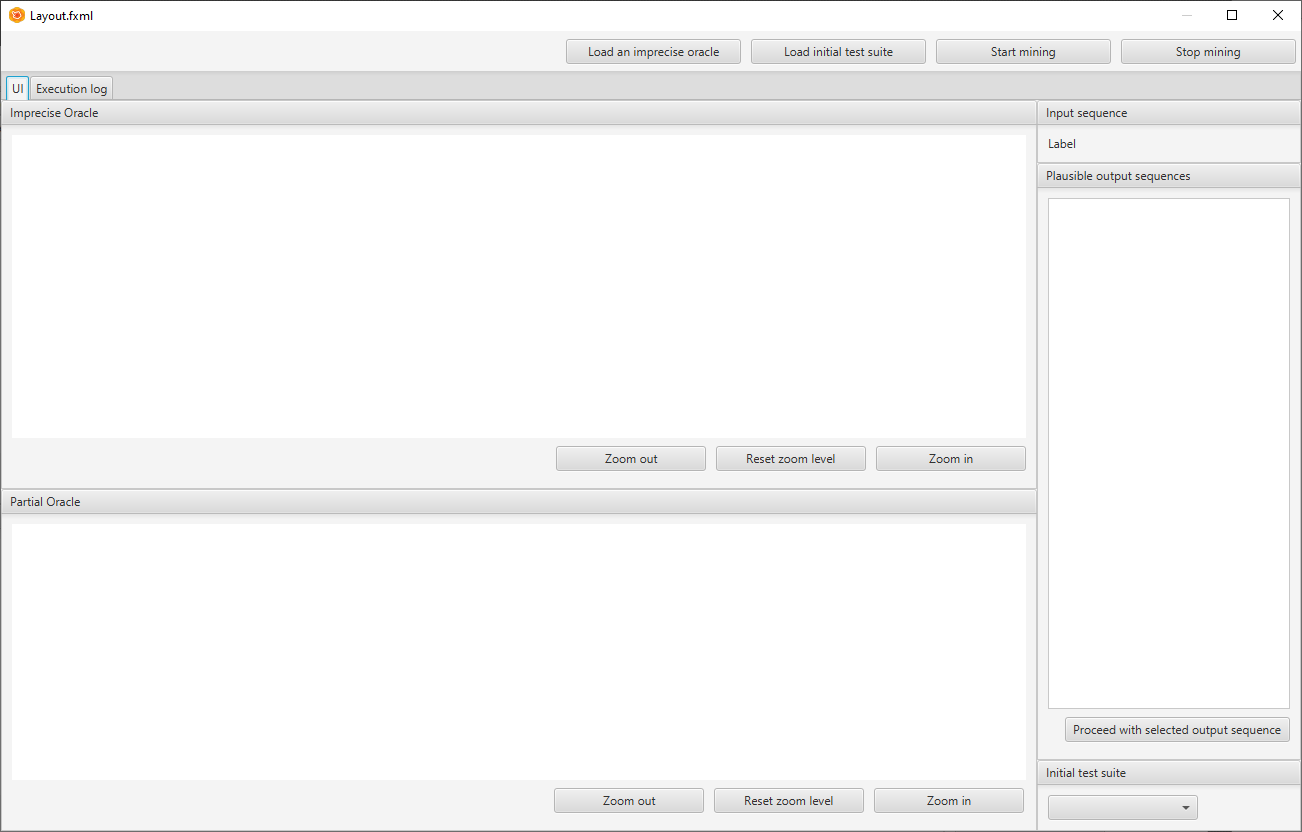 Layout.fxml
Load an imprecise oracle
Load initial test suite
Start mining
Stop mining
UI
Execution log
Imprecise Oracle
Zoom out
Reset zoom level
Zoom in
Partial Oracle
Zoom out
Reset zoom level
Zoom in
Input sequence
Label
Plausible output sequences
Proceed with selected output sequence
Initial test suite